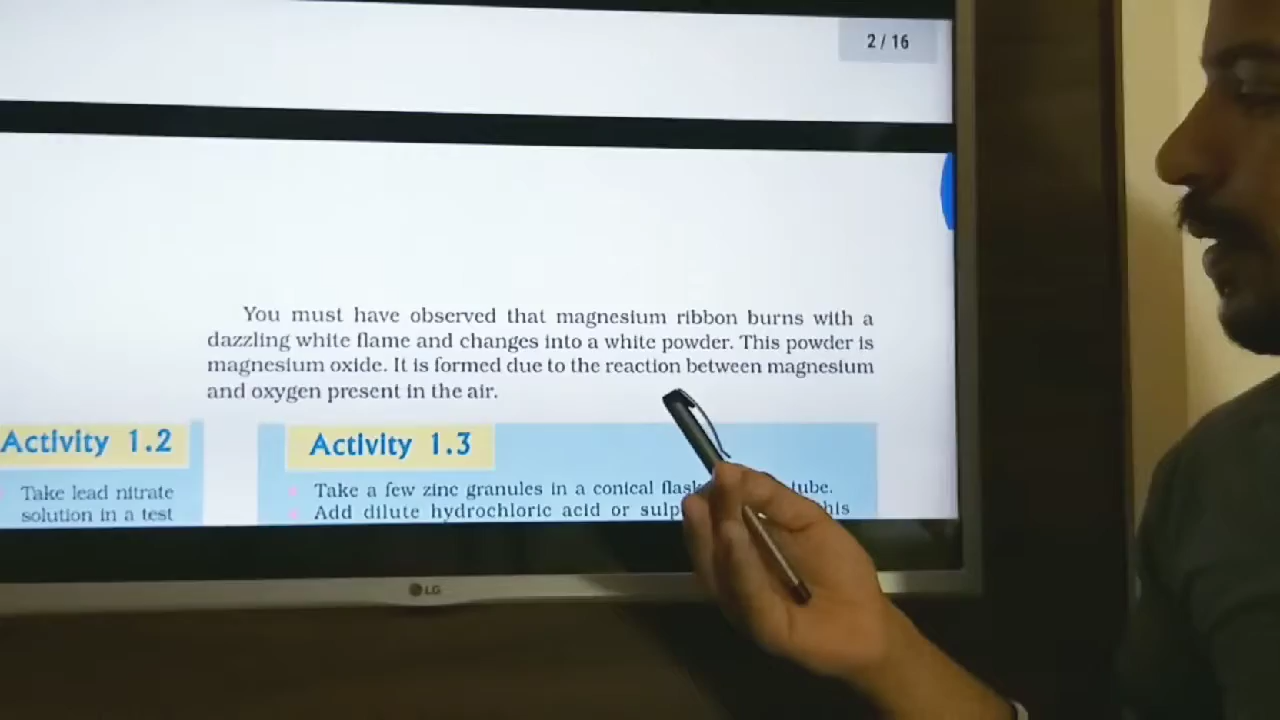 2 / 16
You must have observed that magnesium ribbon burns with a
dazzling white flame and changes into a white powder. This powder is
magnesium oxide. It is formed due to the reaction between magnesium
and oxygen present in the air.
Activity 1.2
Take lead nitrate
solution in a test
Activity 1.3
Take a few zinc granules in a conical flask tube.
Add dilute hydrochloric acid or
LG